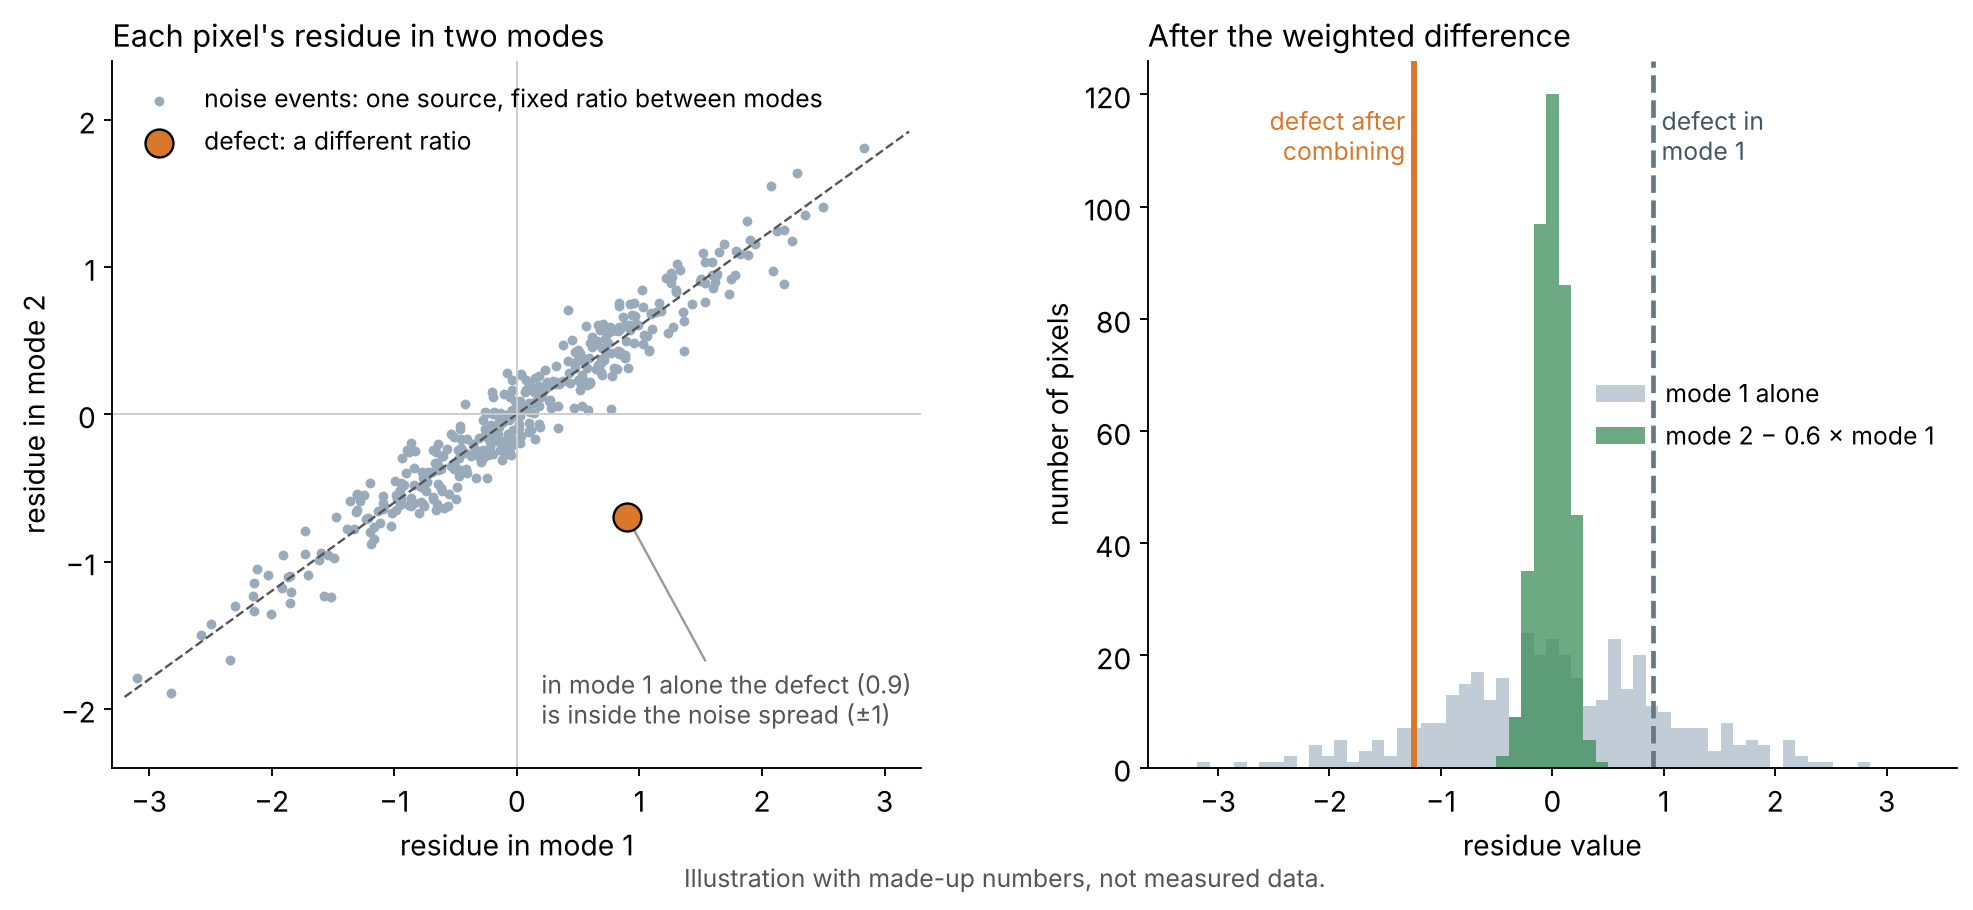 Each pixel's residue in two modes
noise events: one source, fixed ratio between modes
defect: a different ratio
2
1
0
−1
−2
residue in mode 2
in mode 1 alone the defect (0.9)
is inside the noise spread (±1)
−3
−2
−1
0
1
2
3
residue in mode 1
After the weighted difference
120
100
80
60
40
20
0
number of pixels
defect after
combining
defect in
mode 1
mode 1 alone
mode 2 − 0.6 × mode 1
−3
−2
−1
0
1
2
3
residue value
Illustration with made-up numbers, not measured data.